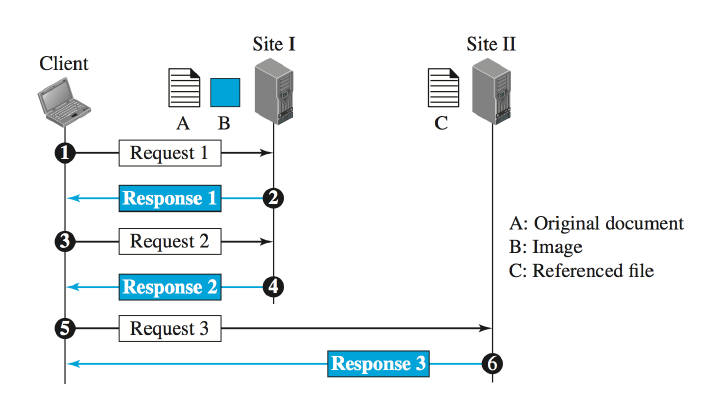 Site I
Site II
Client
A
B
C
1
Request 1
Response 1
2
3
Request 2
Response 2
4
5
Request 3
Response 3
6
A: Original document
B: Image
C: Referenced file